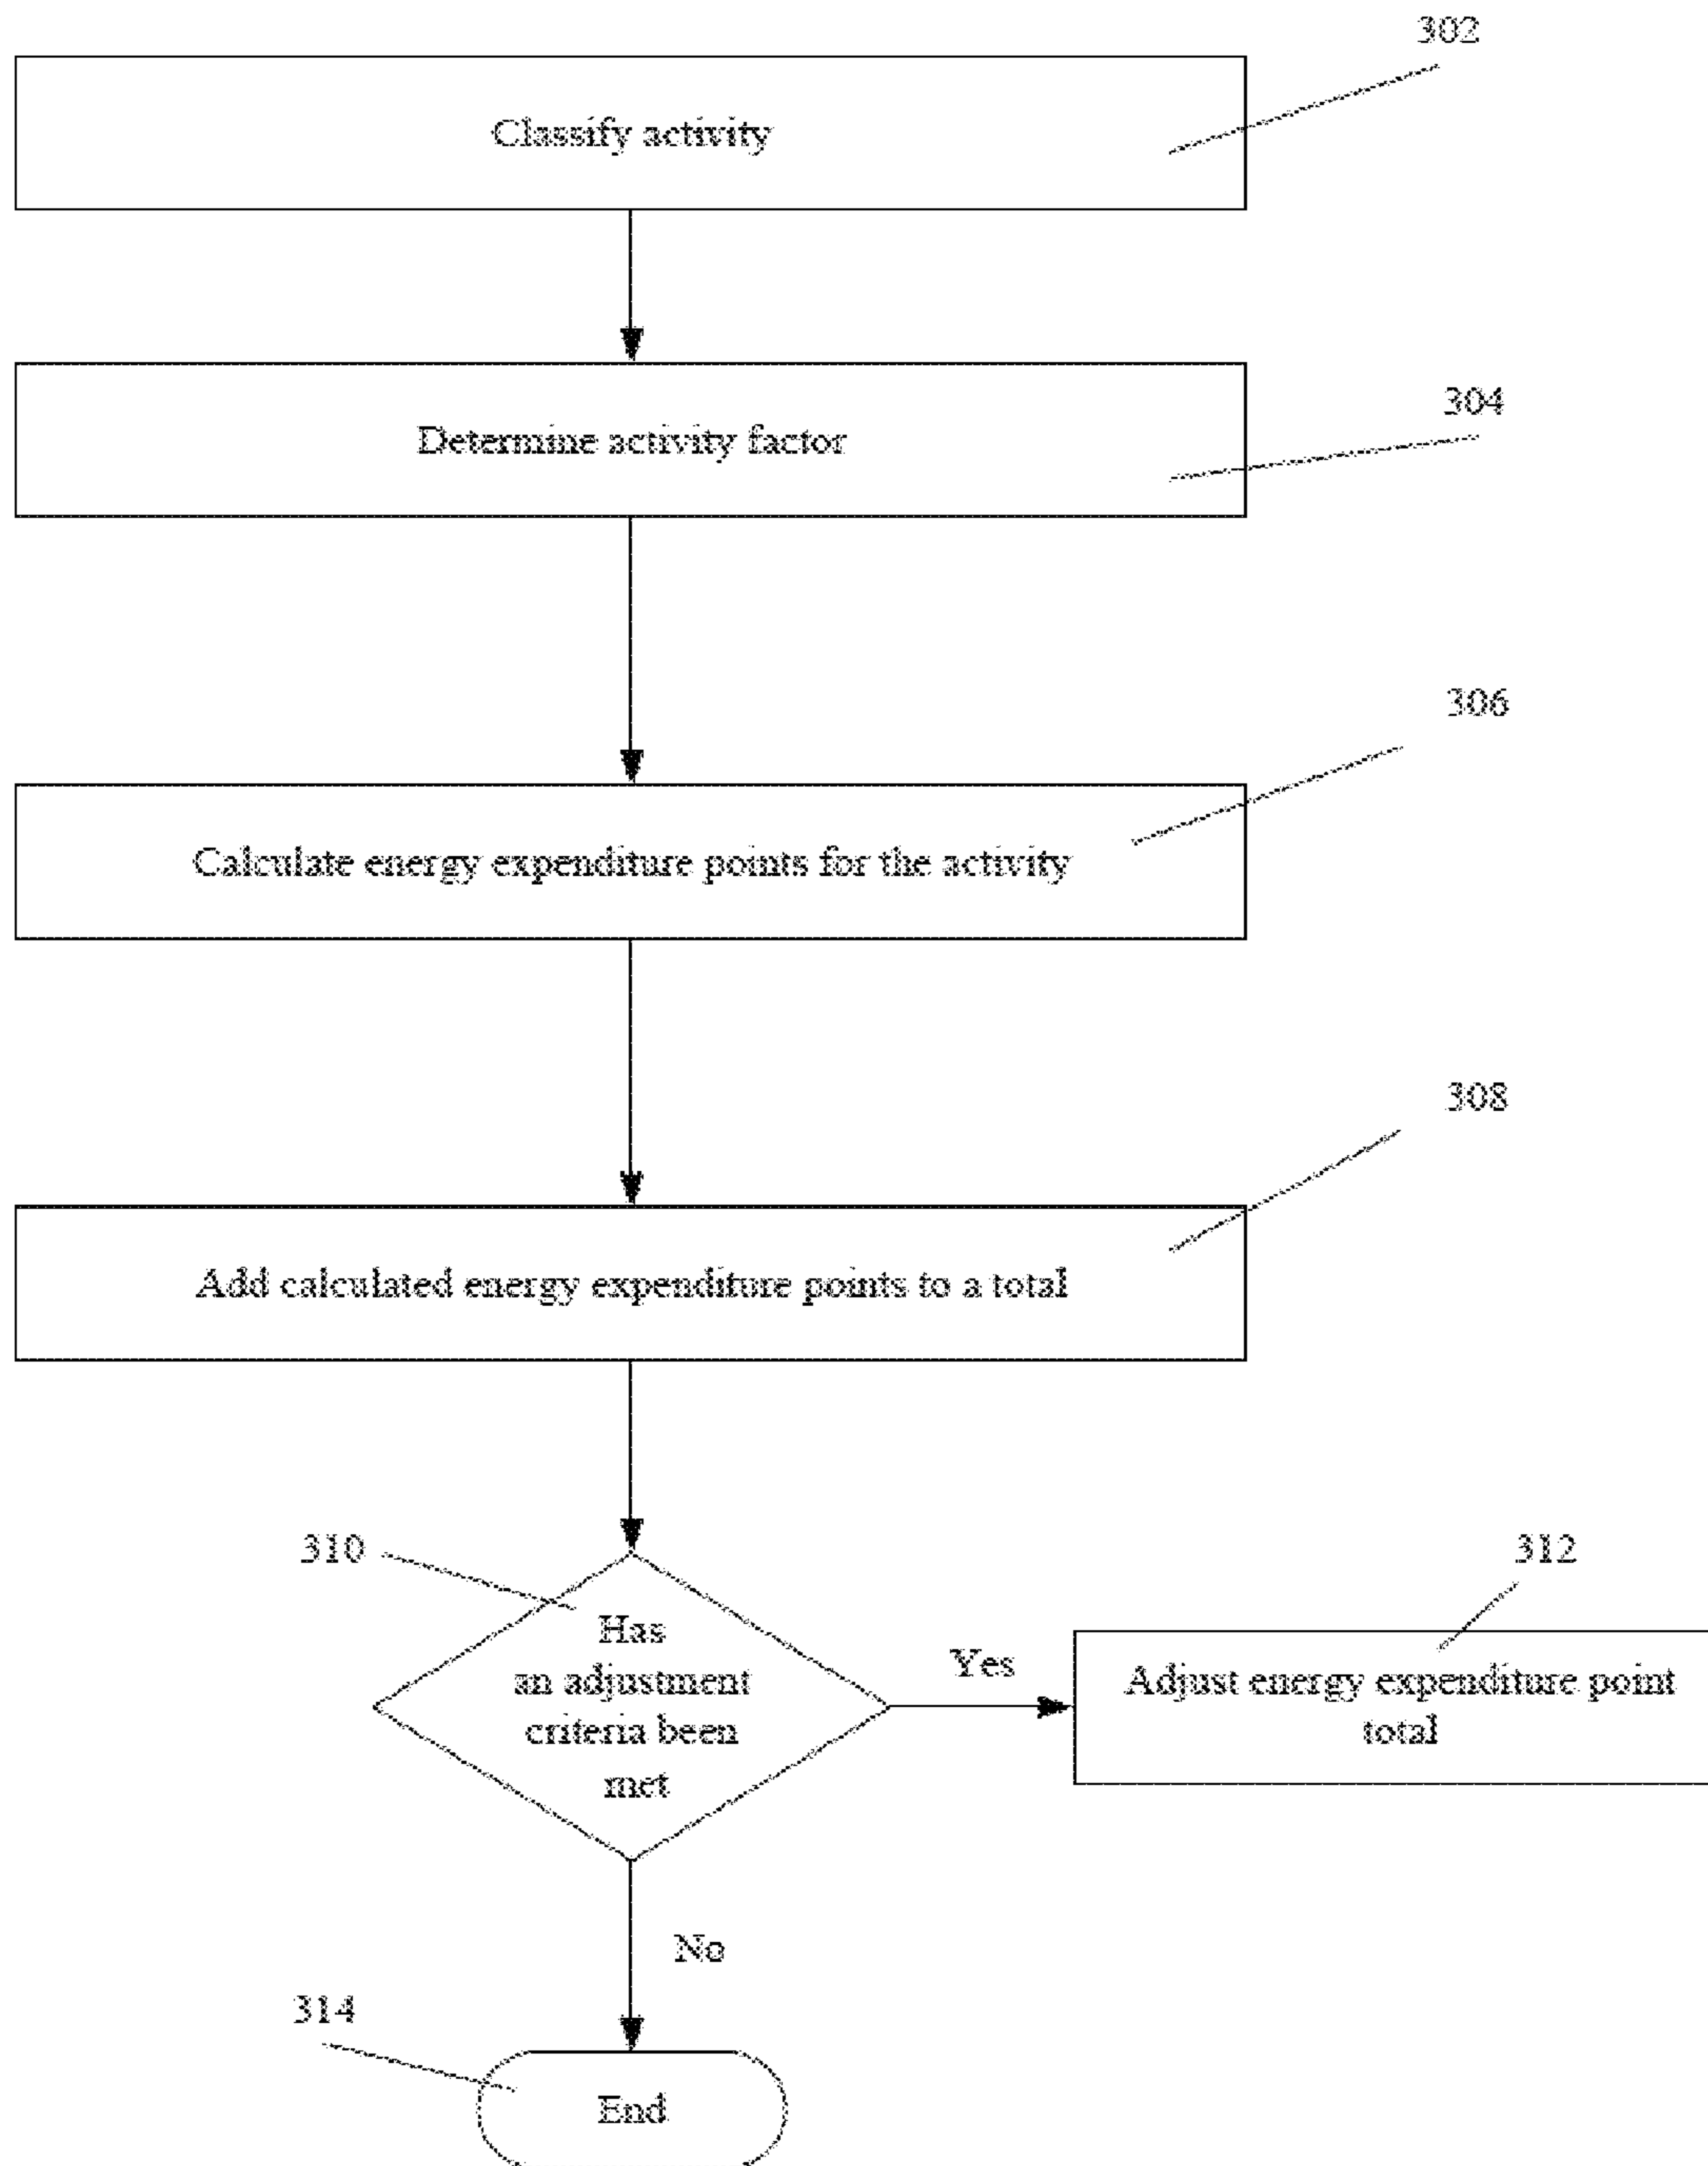 302
Classify activity
304
Determine activity factor
306
Calculate energy expenditure points for the activity
308
Add calculated energy expenditure points to a total
310
Has
an adjustment
criteria been
met
Yes
312
Adjust energy expenditure point
total
No
314
End